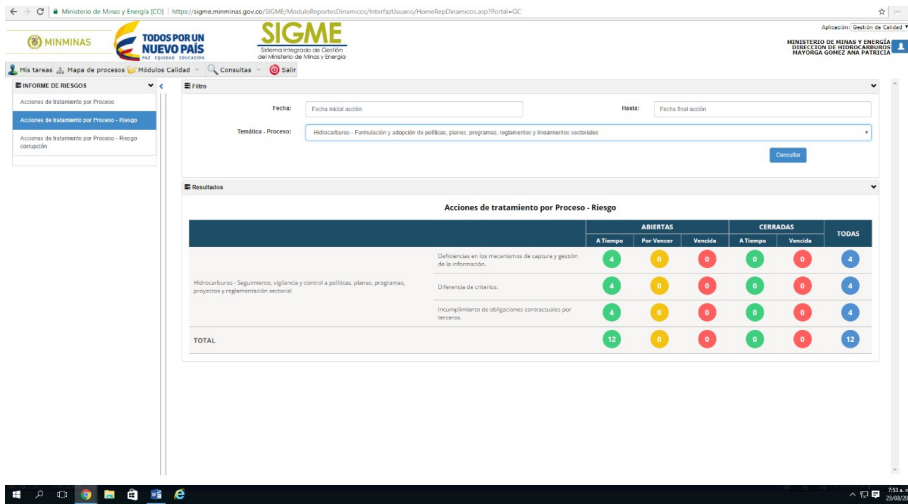 Ministerio de Minas y Energía [CO] | https://sigme.minminas.gov.co/SIGME/ModuloReportesDinamicos/InterfazUsuario/HomeRepDinamicos.asp?Portal=GC
Aplicación: Gestión de Calidad
MINMINAS
TODOS POR UN
NUEVO PAÍS
PAZ EQUIDAD EDUCACIÓN
SIGME
Sistema Integrado de Gestión
del Ministerio de Minas y Energía
MINISTERIO DE MINAS Y ENERGÍA
DIRECCION DE HIDROCARBUROS
MAYORGA GOMEZ ANA PATRICIA
Mis tareas Mapa de procesos Módulos Calidad Consultas Salir
INFORME DE RIESGOS
Acciones de tratamiento por Proceso
Acciones de tratamiento por Proceso - Riesgo
Acciones de tratamiento por Proceso - Riesgo
corrupción
Filtro
Fecha: Fecha inicial acción Hasta: Fecha final acción
Temática - Proceso: Hidrocarburos - Formulación y adopción de políticas, planes, programas, reglamentos y lineamientos sectoriales
Consultar
Resultados
Acciones de tratamiento por Proceso - Riesgo
ABIERTAS CERRADAS TODAS
A Tiempo Por Vencer Vencida A Tiempo Vencida
Hidrocarburos - Seguimiento, vigilancia y control a políticas, planes, programas,
proyectos y reglamentación sectorial
Deficiencias en los mecanismos de captura y gestión
de la información.
4 0 0 0 0 4
Diferencia de criterios.
4 0 0 0 0 4
Incumplimiento de obligaciones contractuales por
terceros.
4 0 0 0 0 4
TOTAL 12 0 0 0 0 12
7:53 a.
23/08/20